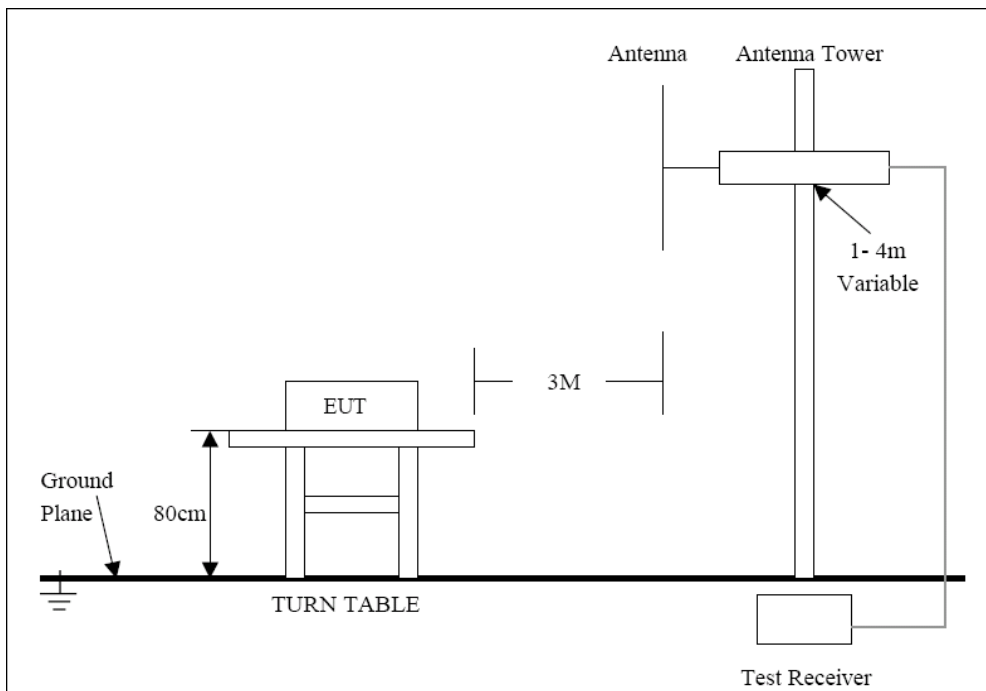 Antenna
Antenna Tower
1- 4m
Variable
3M
EUT
Ground
Plane
80cm
TURN TABLE
Test Receiver